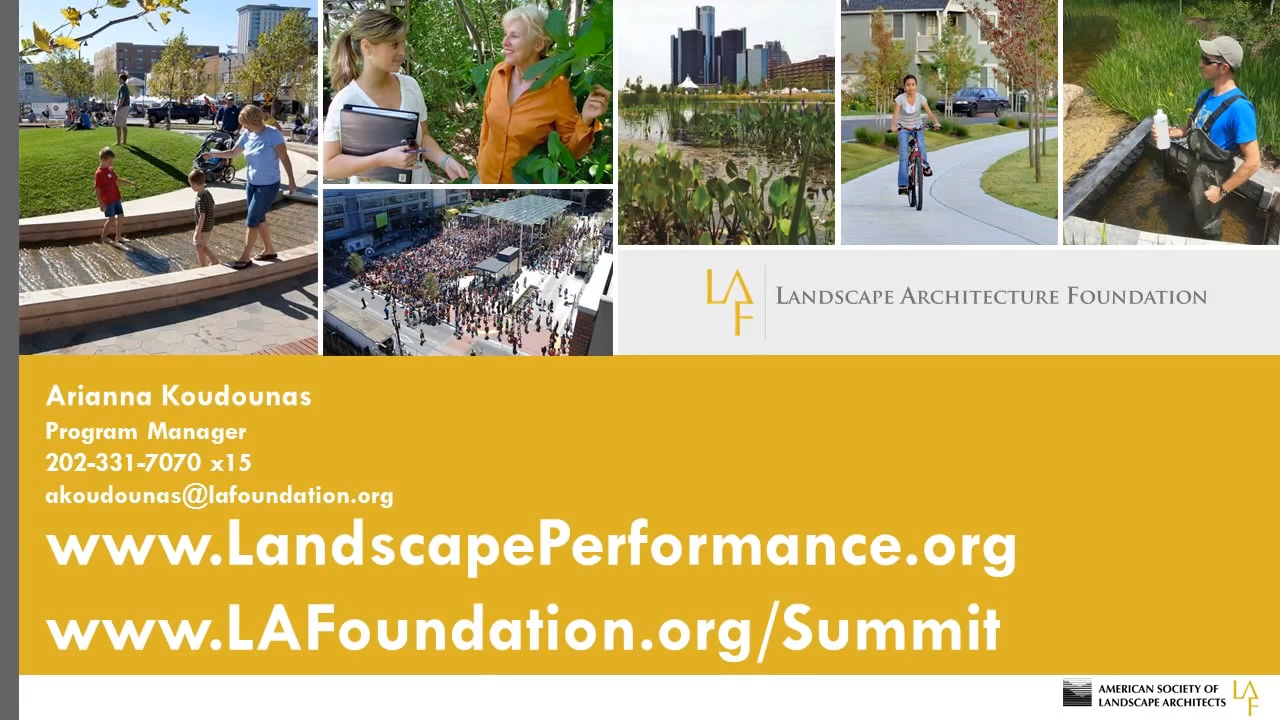 LAF
LANDSCAPE ARCHITECTURE FOUNDATION
Arianna Koudounas
Program Manager
202-331-7070 x15
akoudounas@lafoundation.org
www.LandscapePerformance.org
www.LAFoundation.org/Summit
AMERICAN SOCIETY OF
LANDSCAPE ARCHITECTS
LAF